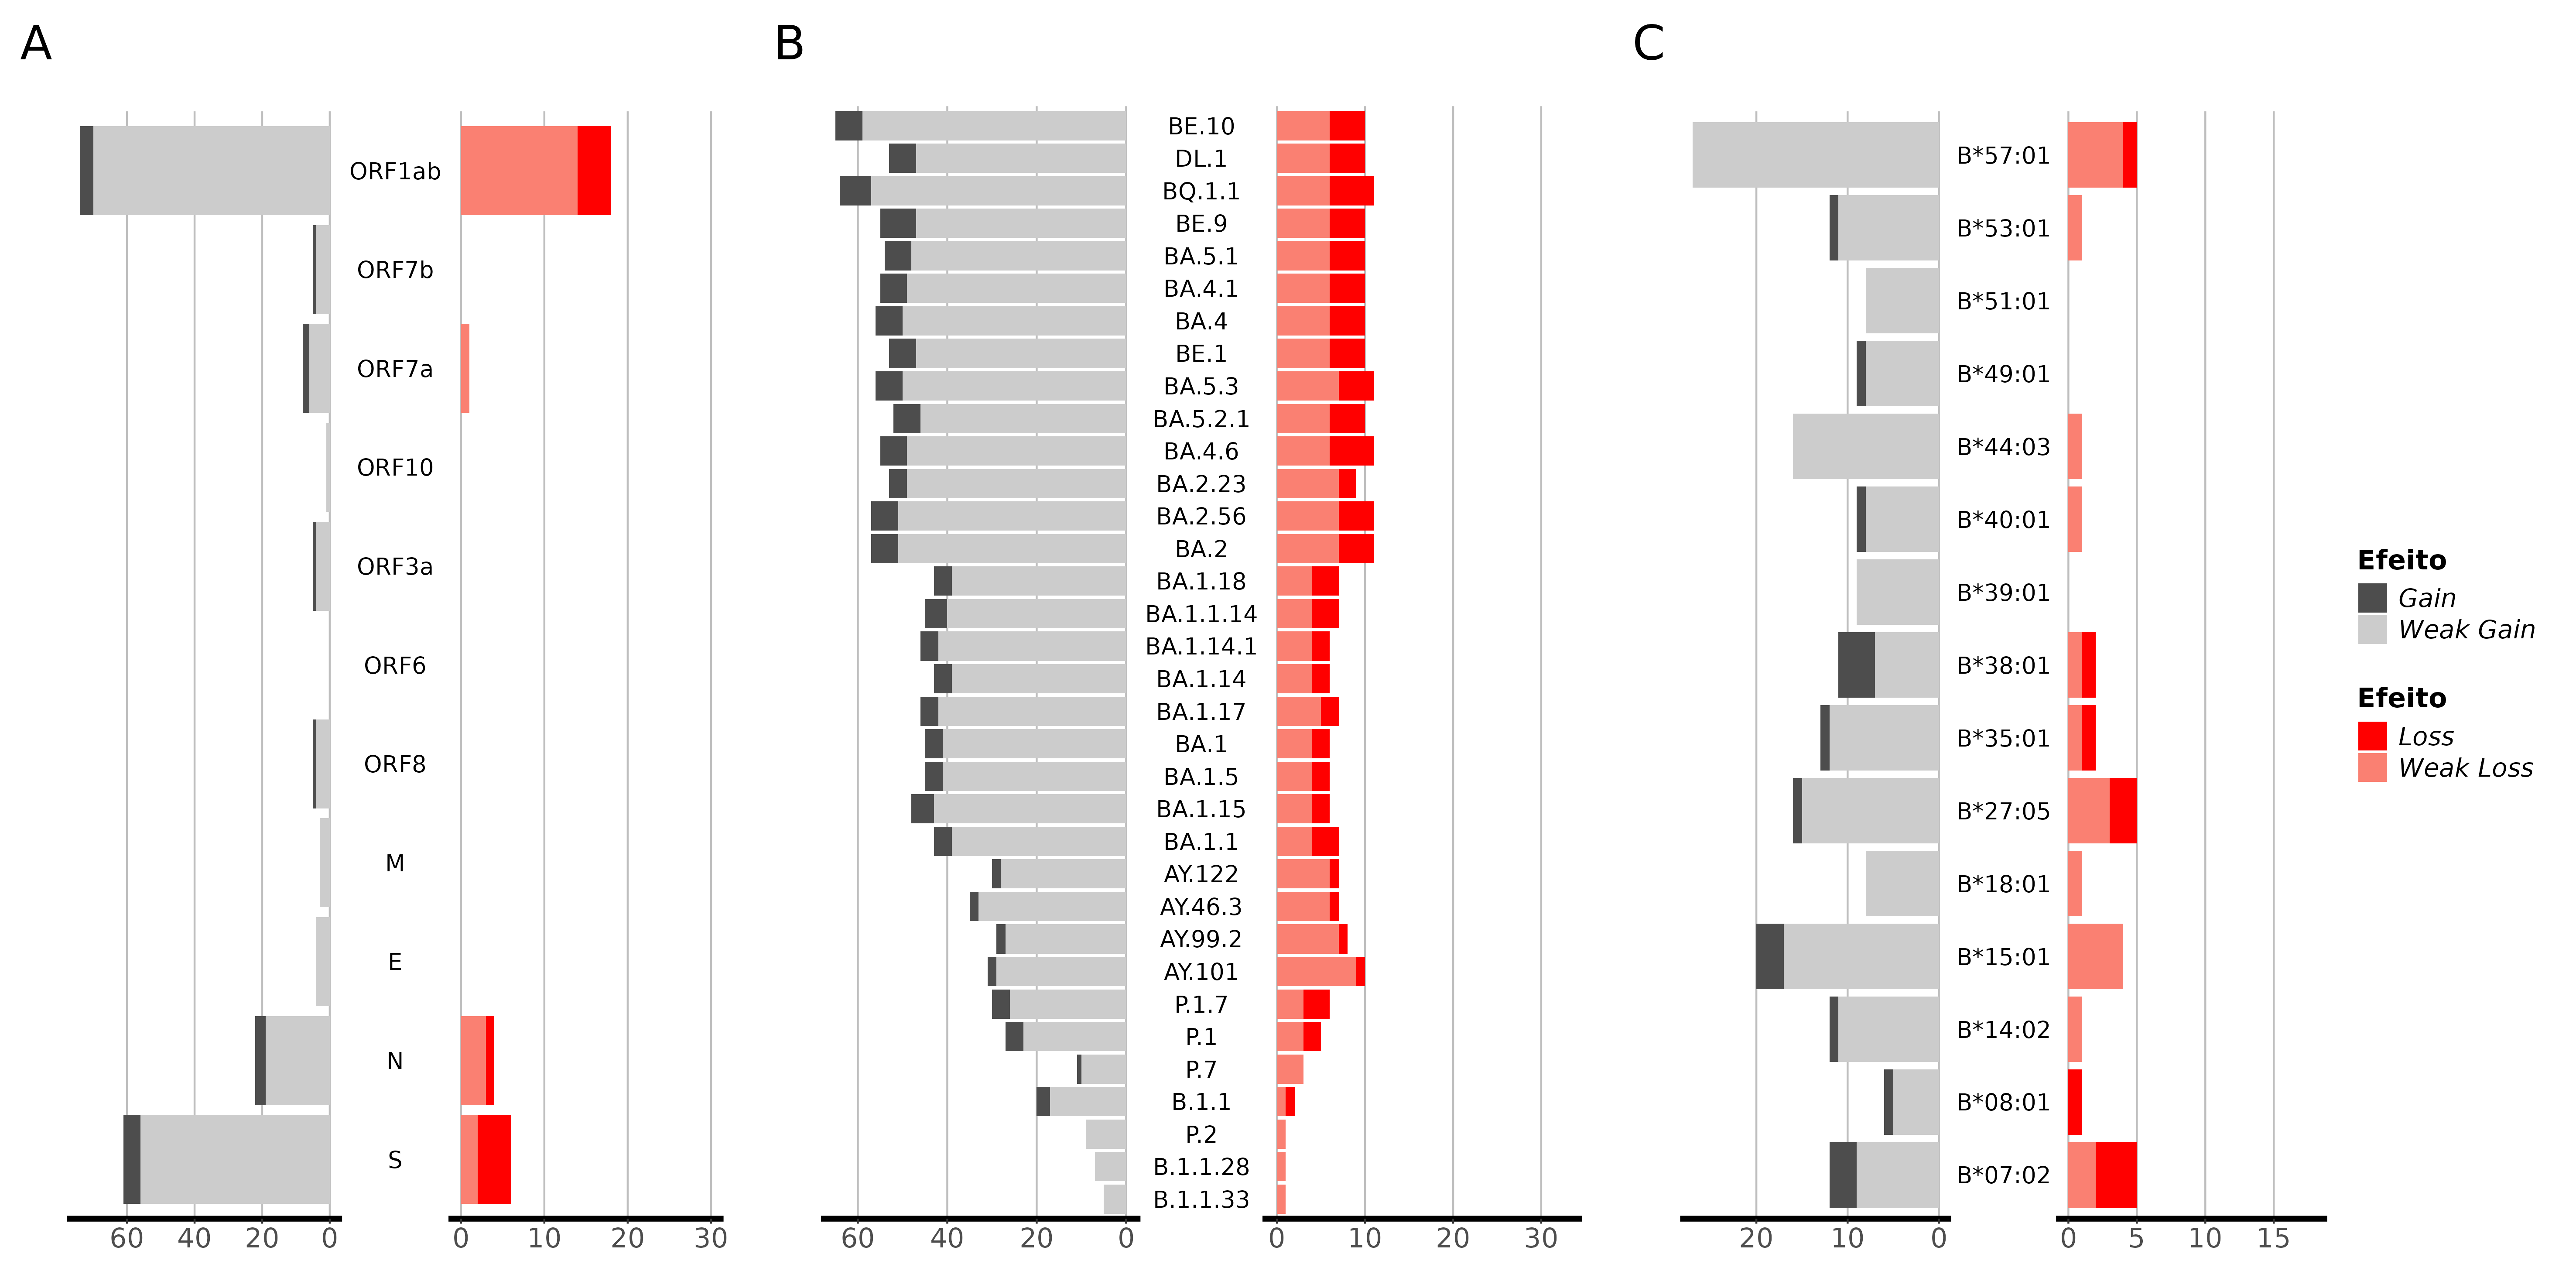 A
B
C
ORF1ab
ORF7b
ORF7a
ORF10
ORF3a
ORF6
ORF8
M
E
N
S
60 40 20 0
0 10 20 30
BE.10
DL.1
BQ.1.1
BE.9
BA.5.1
BA.4.1
BA.4
BE.1
BA.5.3
BA.5.2.1
BA.4.6
BA.2.23
BA.2.56
BA.2
BA.1.18
BA.1.1.14
BA.1.14.1
BA.1.14
BA.1.17
BA.1
BA.1.5
BA.1.15
BA.1.1
AY.122
AY.46.3
AY.99.2
AY.101
P.1.7
P.1
P.7
B.1.1
P.2
B.1.1.28
B.1.1.33
60 40 20 0
0 10 20 30
B*57:01
B*53:01
B*51:01
B*49:01
B*44:03
B*40:01
B*39:01
B*38:01
B*35:01
B*27:05
B*18:01
B*15:01
B*14:02
B*08:01
B*07:02
20 10 0
0 5 10 15
Efeito
Gain
Weak Gain
Efeito
Loss
Weak Loss